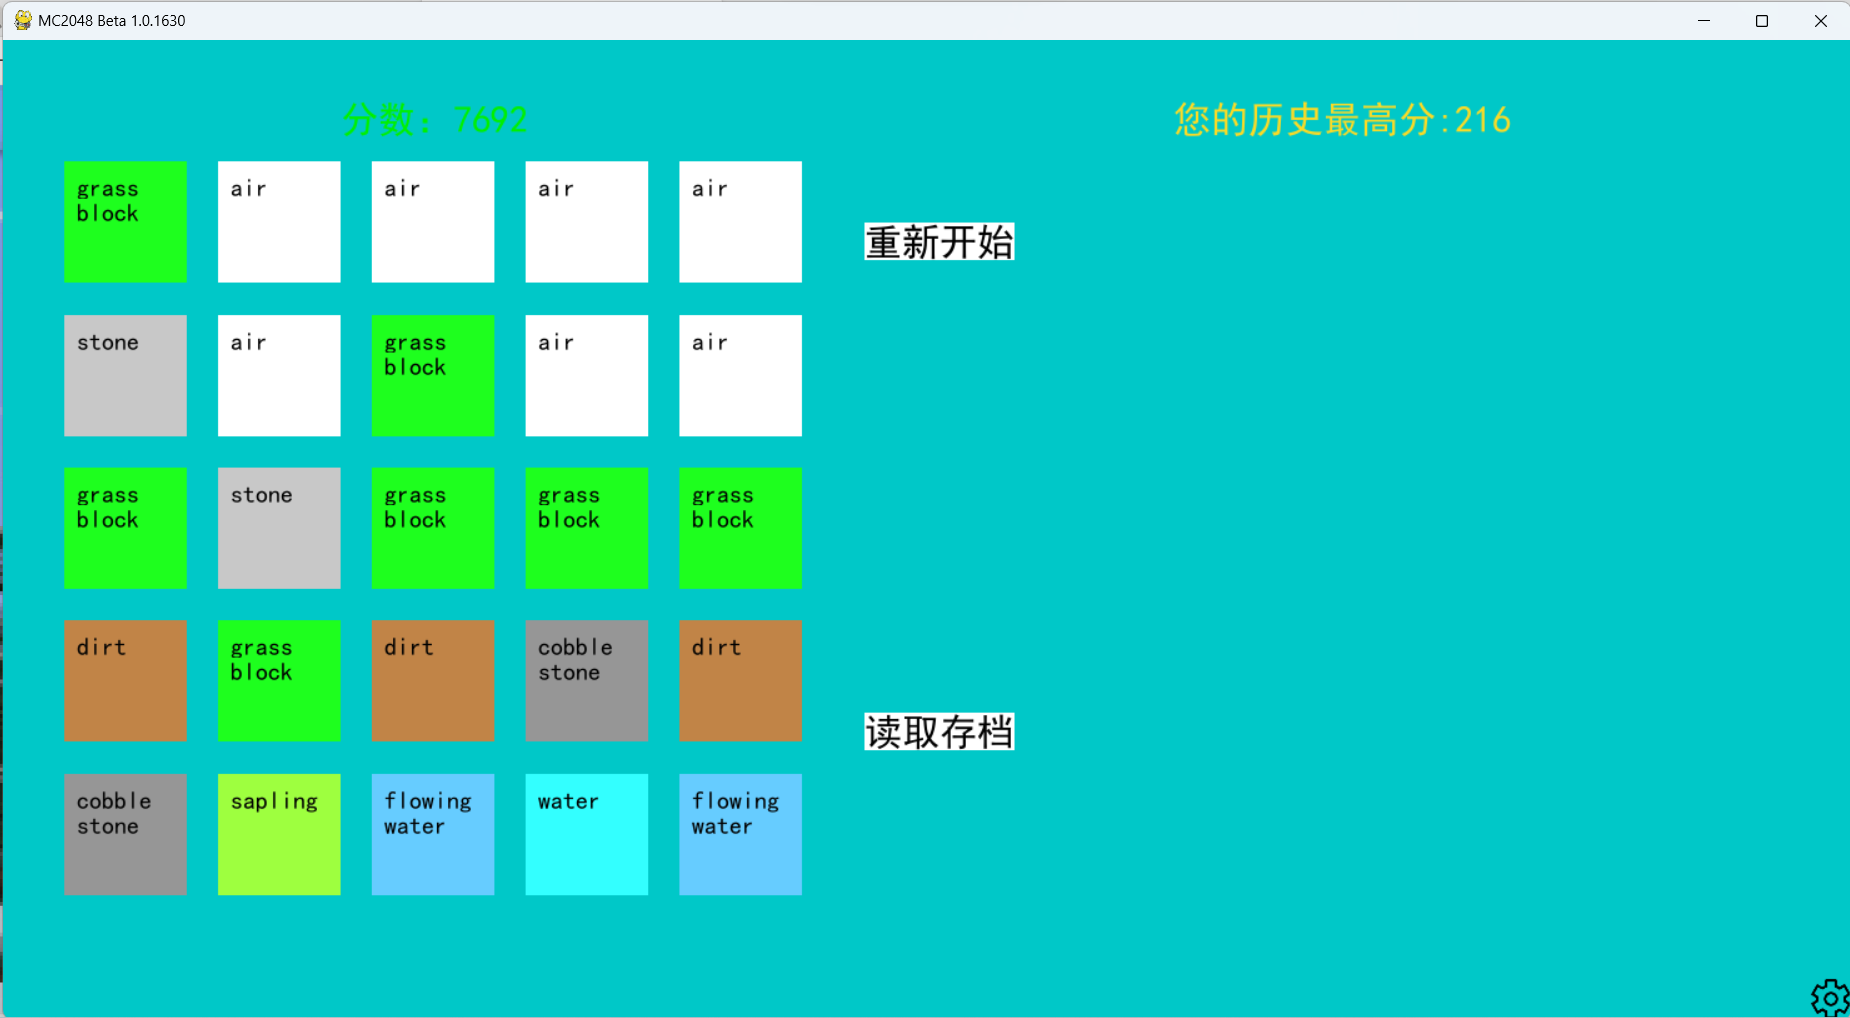 MC2048 Beta 1.0.1630
分数：7692
您的历史最高分:216
grass
block
air
air
air
air
重新开始
stone
air
grass
block
air
air
grass
block
stone
grass
block
grass
block
grass
block
dirt
grass
block
dirt
cobble
stone
dirt
读取存档
cobble
stone
sapling
flowing
water
water
flowing
water